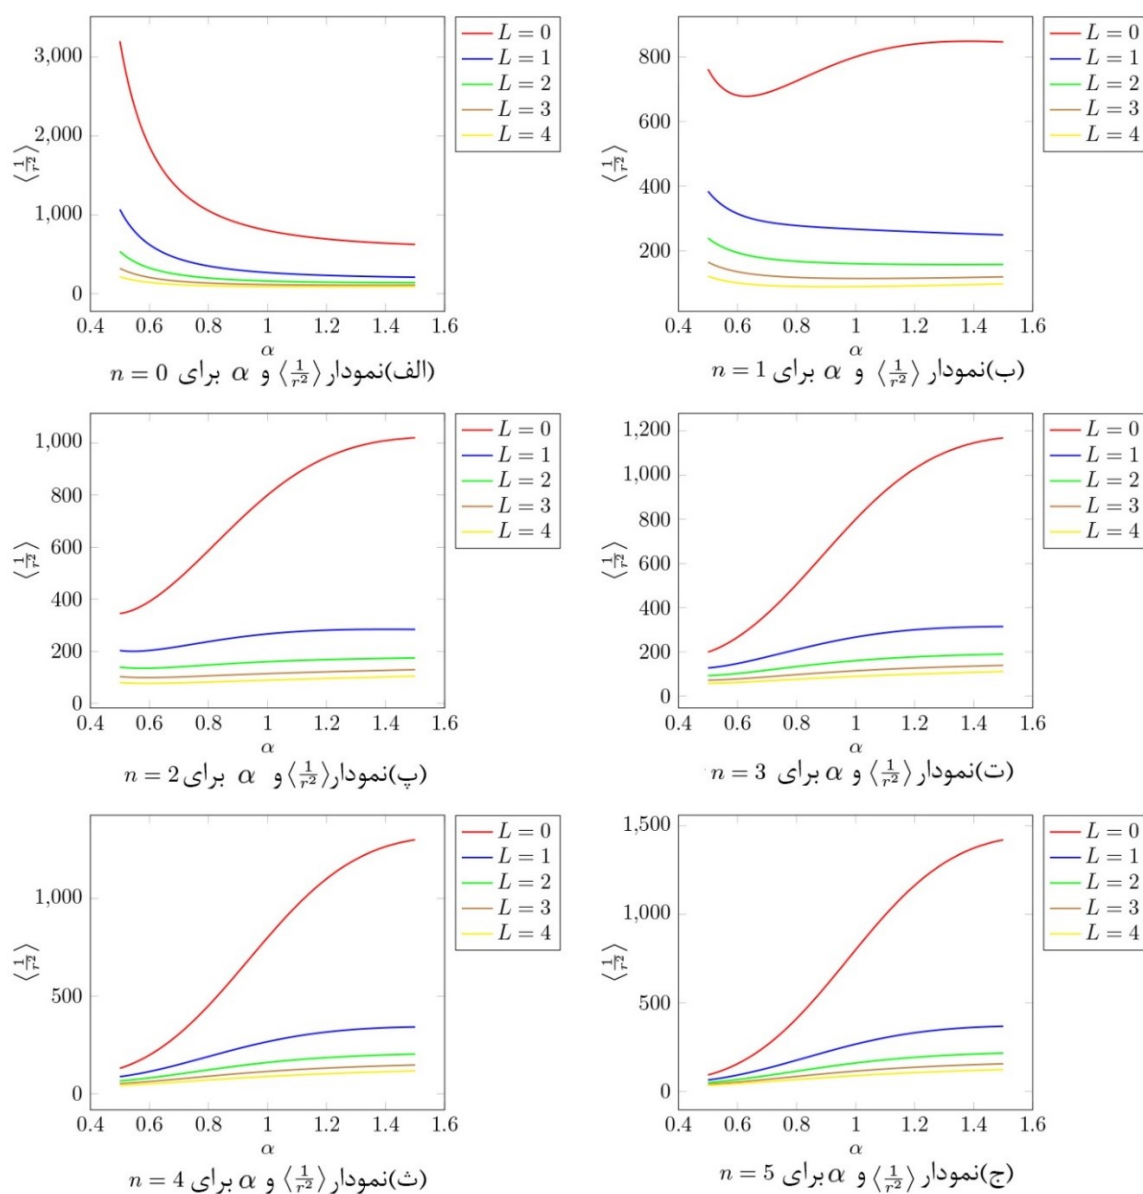 L = 0
L = 1
L = 2
L = 3
L = 4
3,000
2,000
1,000
0
⟨1/r²⟩
0.4 0.6 0.8 1 1.2 1.4 1.6
α
(الف)نمودار ⟨1/r²⟩ و α برای n = 0
L = 0
L = 1
L = 2
L = 3
L = 4
800
600
400
200
⟨1/r²⟩
0.4 0.6 0.8 1 1.2 1.4 1.6
α
(ب)نمودار ⟨1/r²⟩ و α برای n = 1
L = 0
L = 1
L = 2
L = 3
L = 4
1,000
800
600
400
200
0
⟨1/r²⟩
0.4 0.6 0.8 1 1.2 1.4 1.6
α
(پ)نمودار ⟨1/r²⟩ و α برای n = 2
L = 0
L = 1
L = 2
L = 3
L = 4
1,200
1,000
800
600
400
200
0
⟨1/r²⟩
0.4 0.6 0.8 1 1.2 1.4 1.6
α
(ت)نمودار ⟨1/r²⟩ و α برای n = 3
L = 0
L = 1
L = 2
L = 3
L = 4
1,000
500
0
⟨1/r²⟩
0.4 0.6 0.8 1 1.2 1.4 1.6
α
(ث)نمودار ⟨1/r²⟩ و α برای n = 4
L = 0
L = 1
L = 2
L = 3
L = 4
1,500
1,000
500
0
⟨1/r²⟩
0.4 0.6 0.8 1 1.2 1.4 1.6
α
(ج)نمودار ⟨1/r²⟩ و α برای n = 5